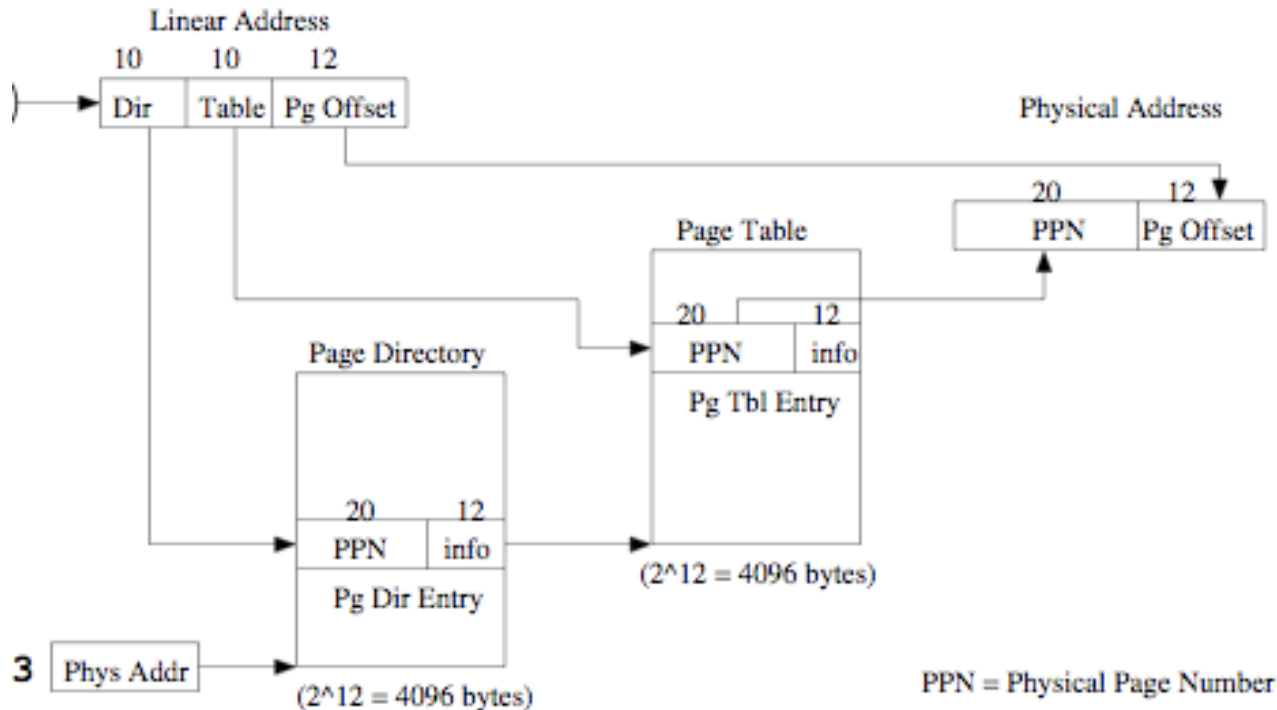 Linear Address
10 10 12
Dir Table Pg Offset
Physical Address
20 12
PPN Pg Offset
Page Table
20 12
PPN info
Pg Tbl Entry
Page Directory
20 12
PPN info
Pg Dir Entry
(2^12 = 4096 bytes)
3 Phys Addr
(2^12 = 4096 bytes)
PPN = Physical Page Number